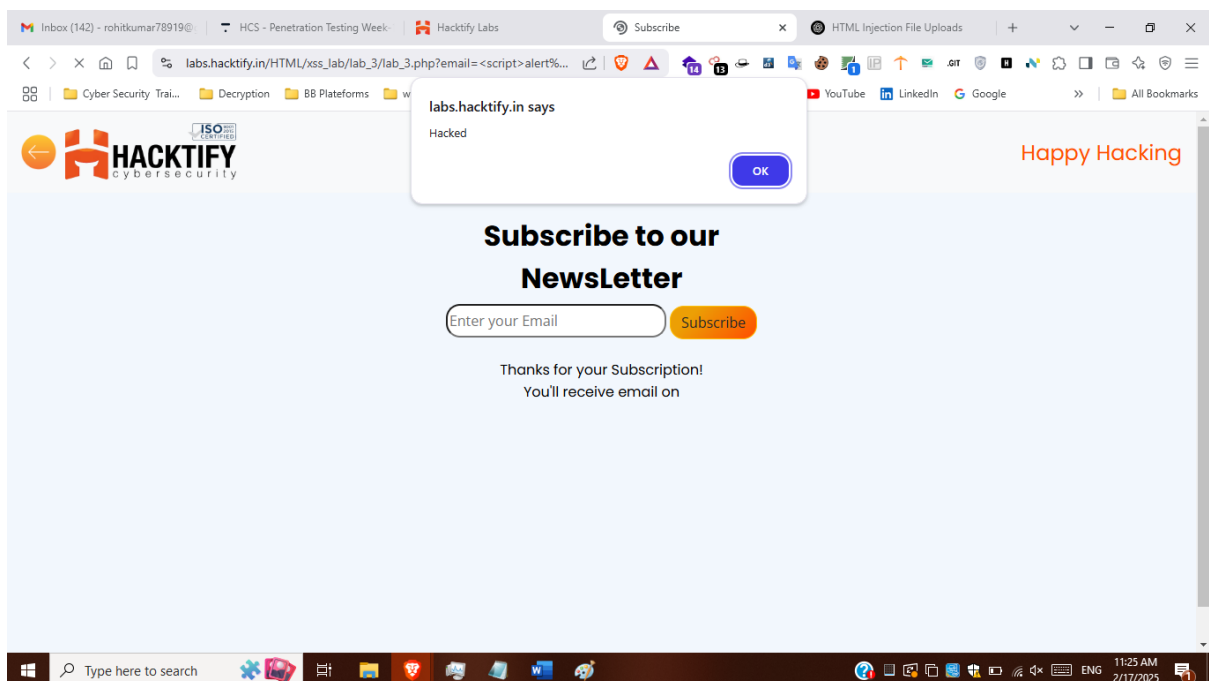 Inbox (142) - rohitkumar78919@
HCS - Penetration Testing Week-
Hacktify Labs
Subscribe
HTML Injection File Uploads
labs.hacktify.in/HTML/xss_lab/lab_3/lab_3.php?email=<script>alert%...
14
13
1
.GIT
Cyber Security Trai...
Decryption
BB Plateforms
w
YouTube
LinkedIn
Google
All Bookmarks
labs.hacktify.in says
Hacked
OK
ISO
CERTIFIED
HACKTIFY
cybersecurity
Happy Hacking
Subscribe to our
NewsLetter
Enter your Email
Subscribe
Thanks for your Subscription!
You'll receive email on
Type here to search
ENG
11:25 AM
2/17/2025